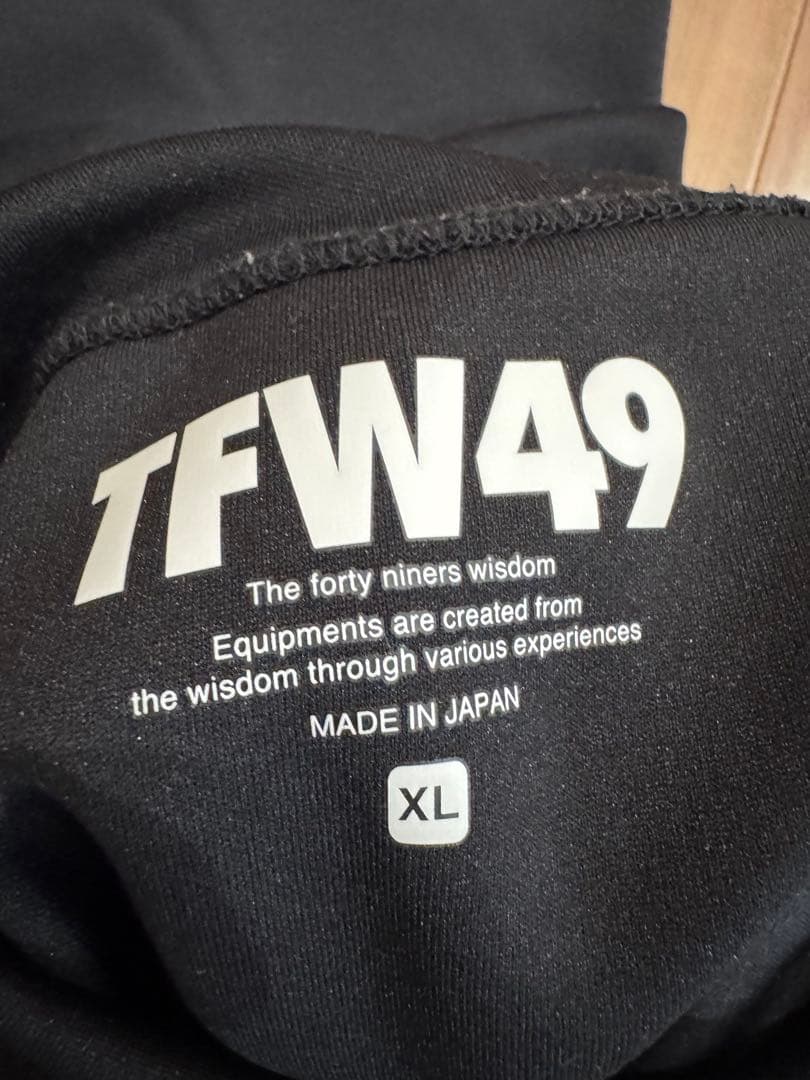 TFW49
The forty niners wisdom
Equipments are created from
the wisdom through various experiences
MADE IN JAPAN
XL